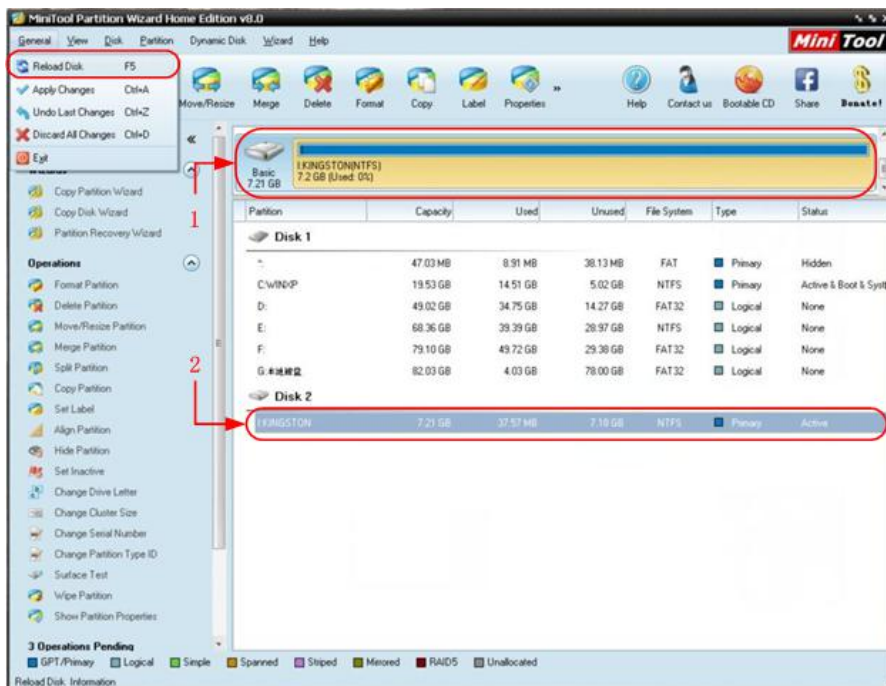 MiniTool Partition Wizard Home Edition v8.0
General View Disk Partition Dynamic Disk Wizard Help
Mini Tool
Reload Disk F5
Apply Changes Ctrl+A
Undo Last Changes Ctrl+Z
Discard All Changes Ctrl+D
Exit
Move/Resize Merge Delete Format Copy Label Properties » Help Contact us Bootable CD Share Donate!
«
1
Basic
7.21 GB
I:KINGSTON(NTFS)
7.2 GB (Used: 0%)
Copy Partition Wizard
Copy Disk Wizard
Partition Recovery Wizard
Operations
Format Partition
Delete Partition
Move/Resize Partition
Merge Partition
Split Partition
Copy Partition
Set Label
Align Partition
Hide Partition
Set Inactive
Change Drive Letter
Change Cluster Size
Change Serial Number
Change Partition Type ID
Surface Test
Wipe Partition
Show Partition Properties
3 Operations Pending
2
Partition Capacity Used Unused File System Type Status
Disk 1
*: 47.03 MB 8.91 MB 38.13 MB FAT Primary Hidden
C:WINXP 19.53 GB 14.51 GB 5.02 GB NTFS Primary Active & Boot & Syst
D: 49.02 GB 34.75 GB 14.27 GB FAT32 Logical None
E: 68.36 GB 39.39 GB 28.97 GB NTFS Logical None
F: 79.10 GB 49.72 GB 29.38 GB FAT32 Logical None
G:本地磁盘 82.03 GB 4.03 GB 78.00 GB FAT32 Logical None
Disk 2
I:KINGSTON 7.21 GB 37.57 MB 7.18 GB NTFS Primary Active
GPT/Primary Logical Simple Spanned Striped Mirrored RAID5 Unallocated
Reload Disk Information